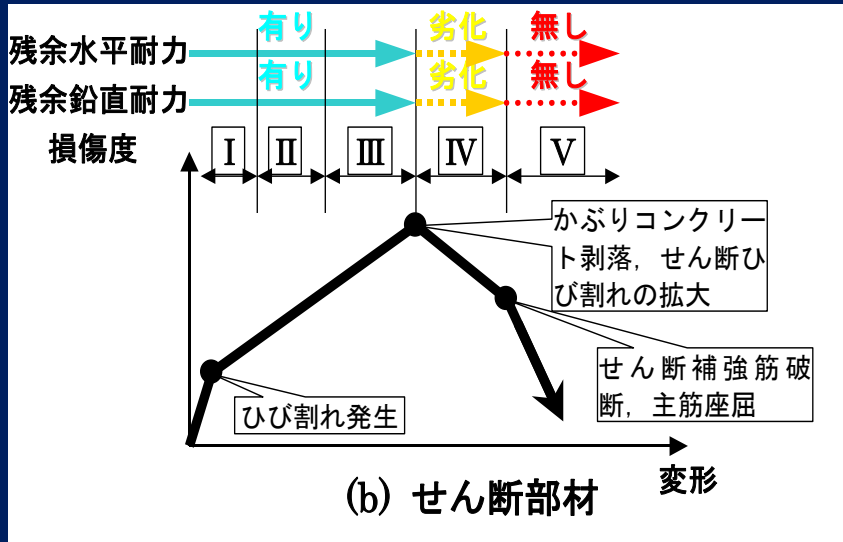 有り 劣化 無し
残余水平耐力
有り 劣化 無し
残余鉛直耐力
損傷度 Ⅰ Ⅱ Ⅲ Ⅳ Ⅴ
かぶりコンクリー
ト剥落，せん断ひ
び割れの拡大
せん断補強筋破
断，主筋座屈
ひび割れ発生
変形
(b) せん断部材